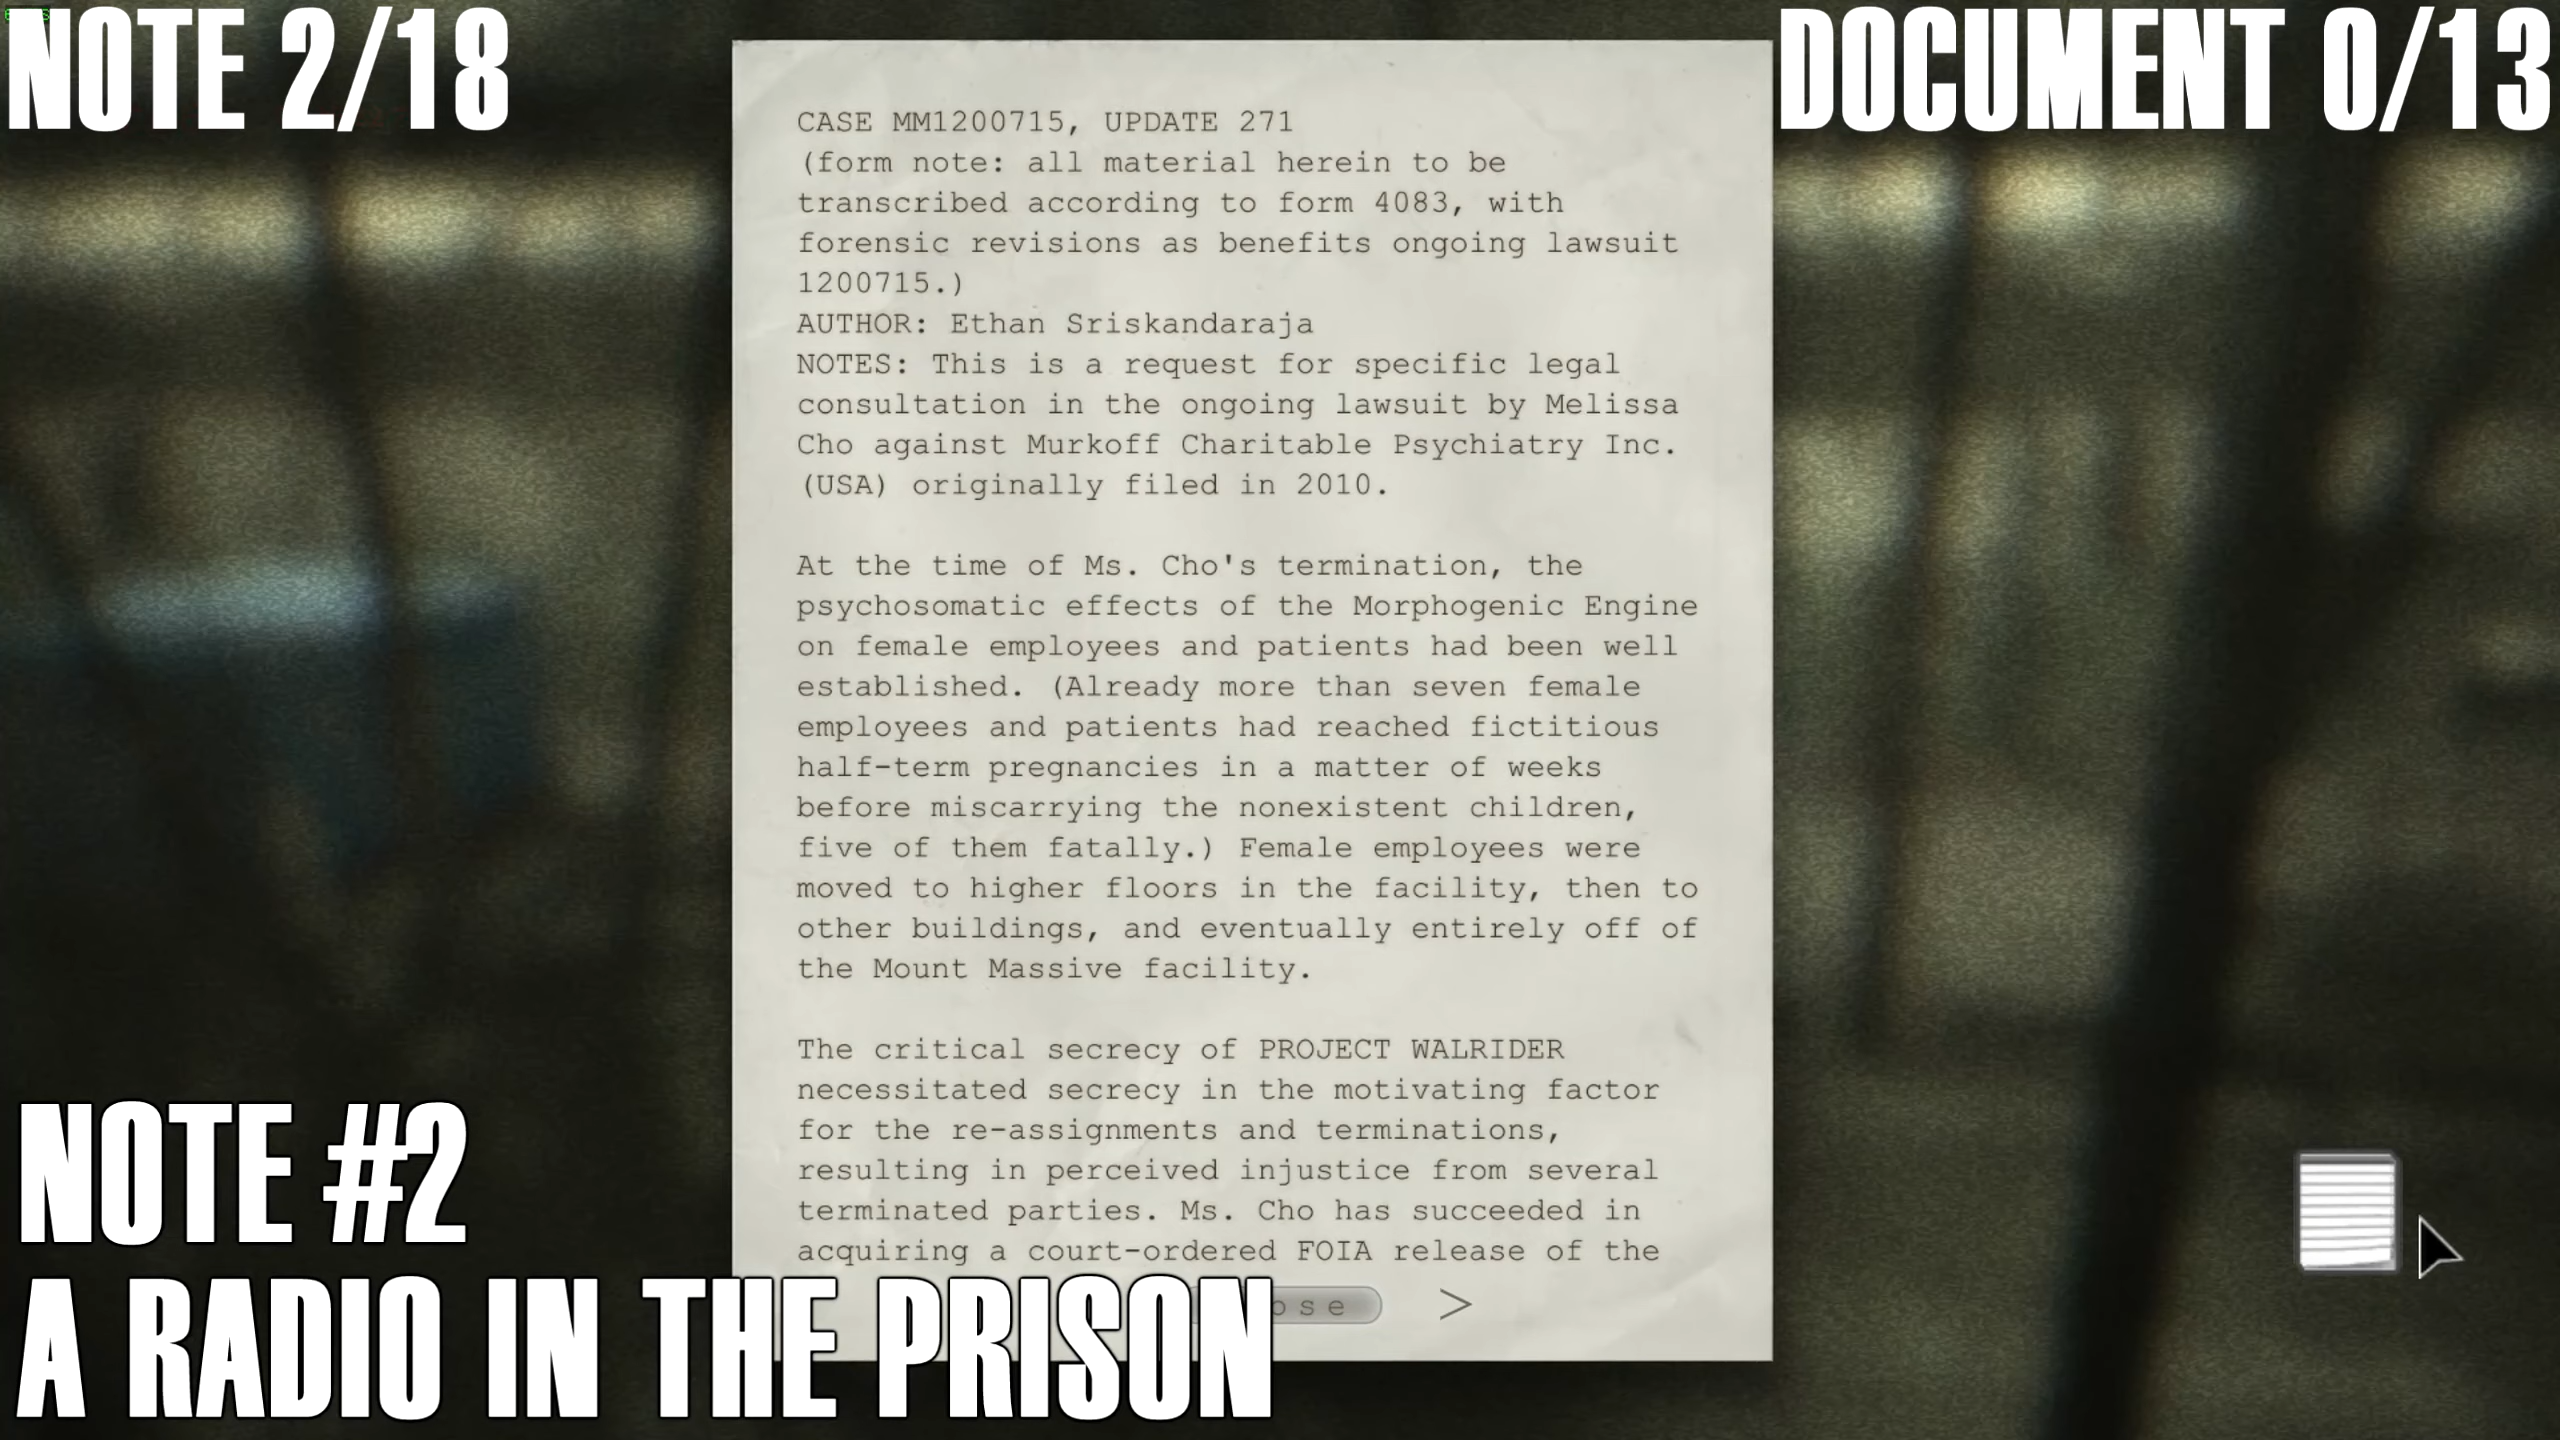 NOTE 2/18
DOCUMENT 0/13
CASE MM1200715, UPDATE 271
(form note: all material herein to be
transcribed according to form 4083, with
forensic revisions as benefits ongoing lawsuit
1200715.)
AUTHOR: Ethan Sriskandaraja
NOTES: This is a request for specific legal
consultation in the ongoing lawsuit by Melissa
Cho against Murkoff Charitable Psychiatry Inc.
(USA) originally filed in 2010.
At the time of Ms. Cho's termination, the
psychosomatic effects of the Morphogenic Engine
on female employees and patients had been well
established. (Already more than seven female
employees and patients had reached fictitious
half-term pregnancies in a matter of weeks
before miscarrying the nonexistent children,
five of them fatally.) Female employees were
moved to higher floors in the facility, then to
other buildings, and eventually entirely off of
the Mount Massive facility.
The critical secrecy of PROJECT WALRIDER
necessitated secrecy in the motivating factor
for the re-assignments and terminations,
resulting in perceived injustice from several
terminated parties. Ms. Cho has succeeded in
acquiring a court-ordered FOIA release of the
ose >
NOTE #2
A RADIO IN THE PRISON